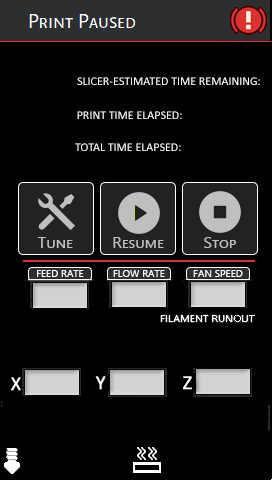 Print Paused
SLICER-ESTIMATED TIME REMAINING:
PRINT TIME ELAPSED:
TOTAL TIME ELAPSED:
Tune Resume Stop
FEED RATE FLOW RATE FAN SPEED
FILAMENT RUNOUT
X Y Z